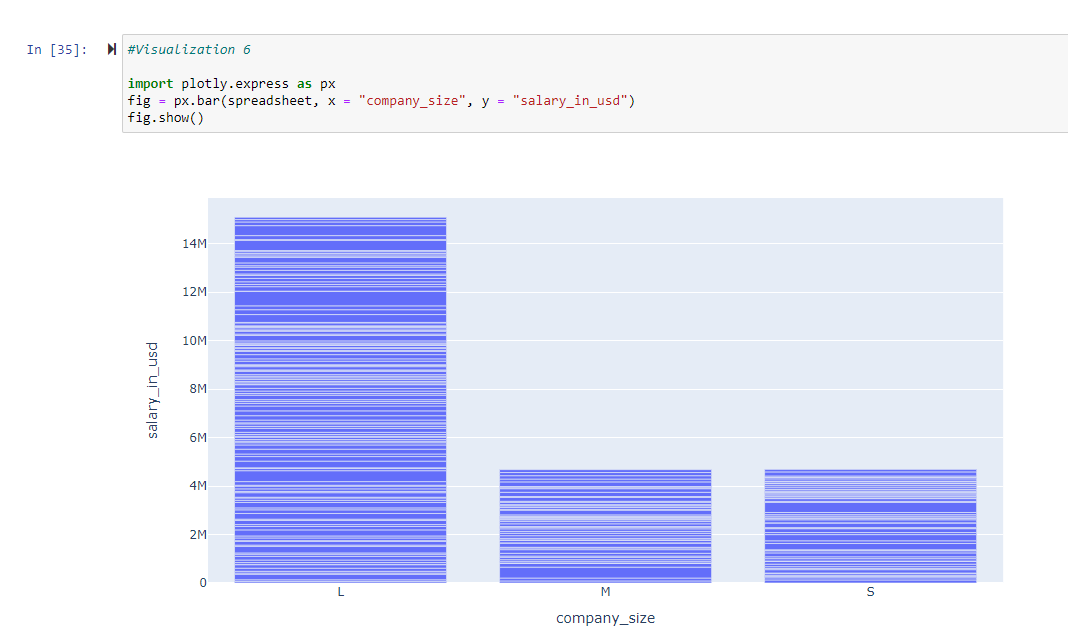 In [35]:
#Visualization 6
import plotly.express as px
fig = px.bar(spreadsheet, x = "company_size", y = "salary_in_usd")
fig.show()
14M
12M
10M
8M
6M
4M
2M
0
salary_in_usd
L M S
company_size